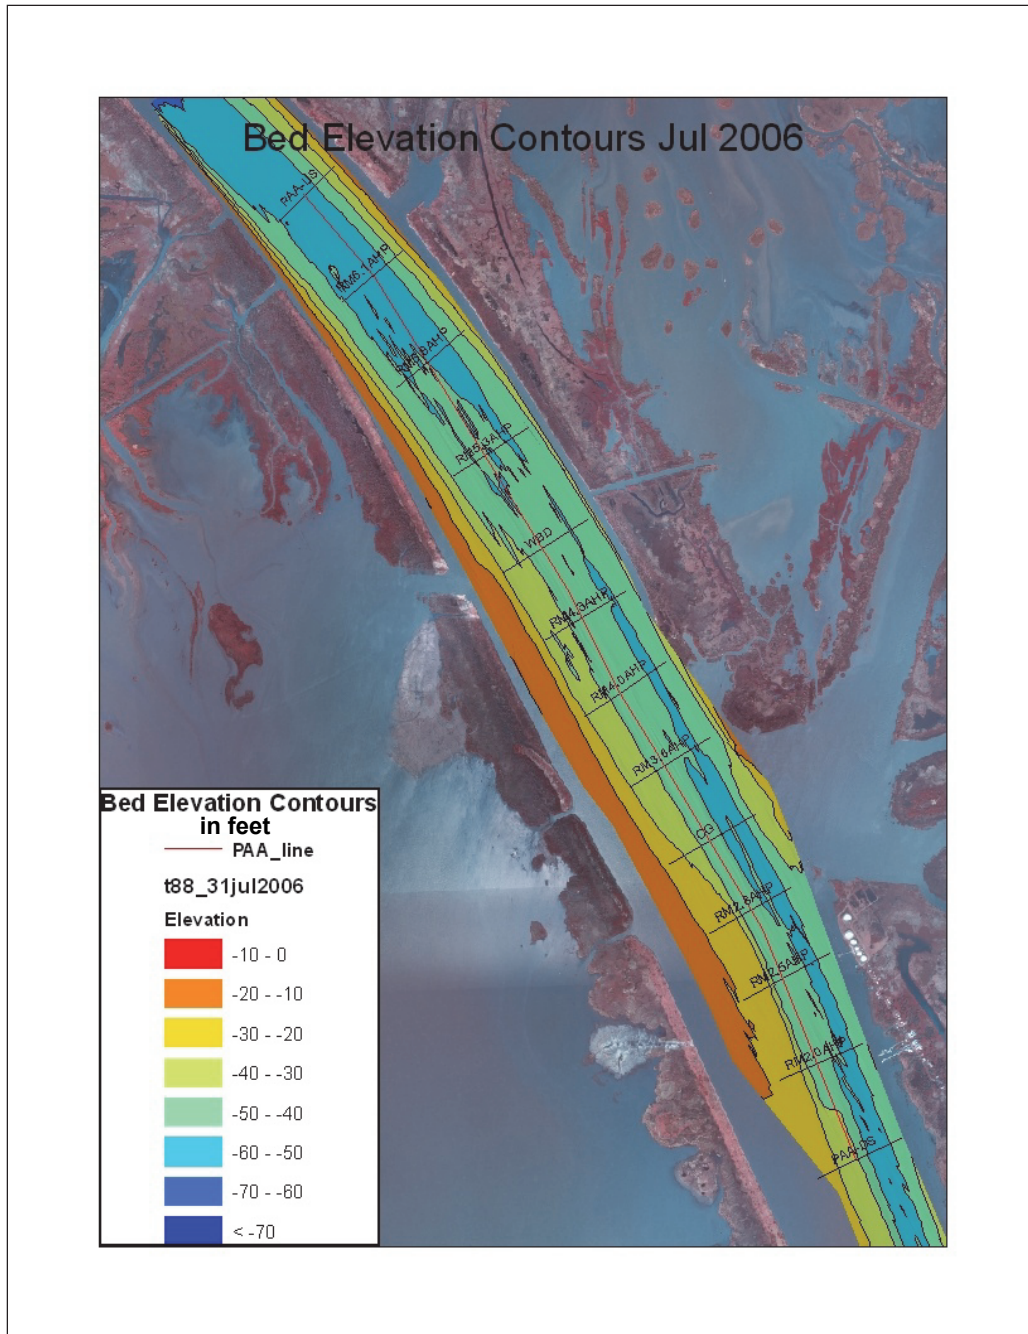 Bed Elevation Contours Jul 2006
PAA-US
RM6.1AHP
RM5.8AHP
RM5.3AHP
WBD
RM4.3AHP
RM4.0AHP
RM3.6AHP
CG
RM2.8AHP
RM2.5AHP
RM2.0AHP
PAA-DS
Bed Elevation Contours
in feet
PAA_line
t88_31jul2006
Elevation
-10 - 0
-20 - -10
-30 - -20
-40 - -30
-50 - -40
-60 - -50
-70 - -60
< -70